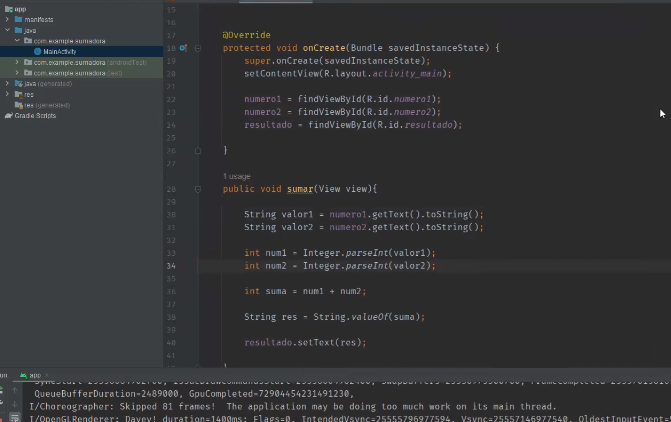 app
manifests
java
com.example.sumadora
MainActivity
com.example.sumadora (androidTest)
com.example.sumadora (test)
java (generated)
res
res (generated)
Gradle Scripts
15
16
17 @Override
18 protected void onCreate(Bundle savedInstanceState) {
19 super.onCreate(savedInstanceState);
20 setContentView(R.layout.activity_main);
21
22 numero1 = findViewById(R.id.numero1);
23 numero2 = findViewById(R.id.numero2);
24 resultado = findViewById(R.id.resultado);
25
26 }
27
1 usage
28 public void sumar(View view){
29
30 String valor1 = numero1.getText().toString();
31 String valor2 = numero2.getText().toString();
32
33 int num1 = Integer.parseInt(valor1);
34 int num2 = Integer.parseInt(valor2);
35
36 int suma = num1 + num2;
37
38 String res = String.valueOf(suma);
39
40 resultado.setText(res);
41
app
QueueBufferDuration=2489000, GpuCompleted=72904454231491230,
I/Choreographer: Skipped 81 frames! The application may be doing too much work on its main thread.
I/OpenGLRenderer: Davey! duration=1400ms; Flags=0, IntendedVsync=25555796977594, Vsync=25557146977540, OldestInputEvent=